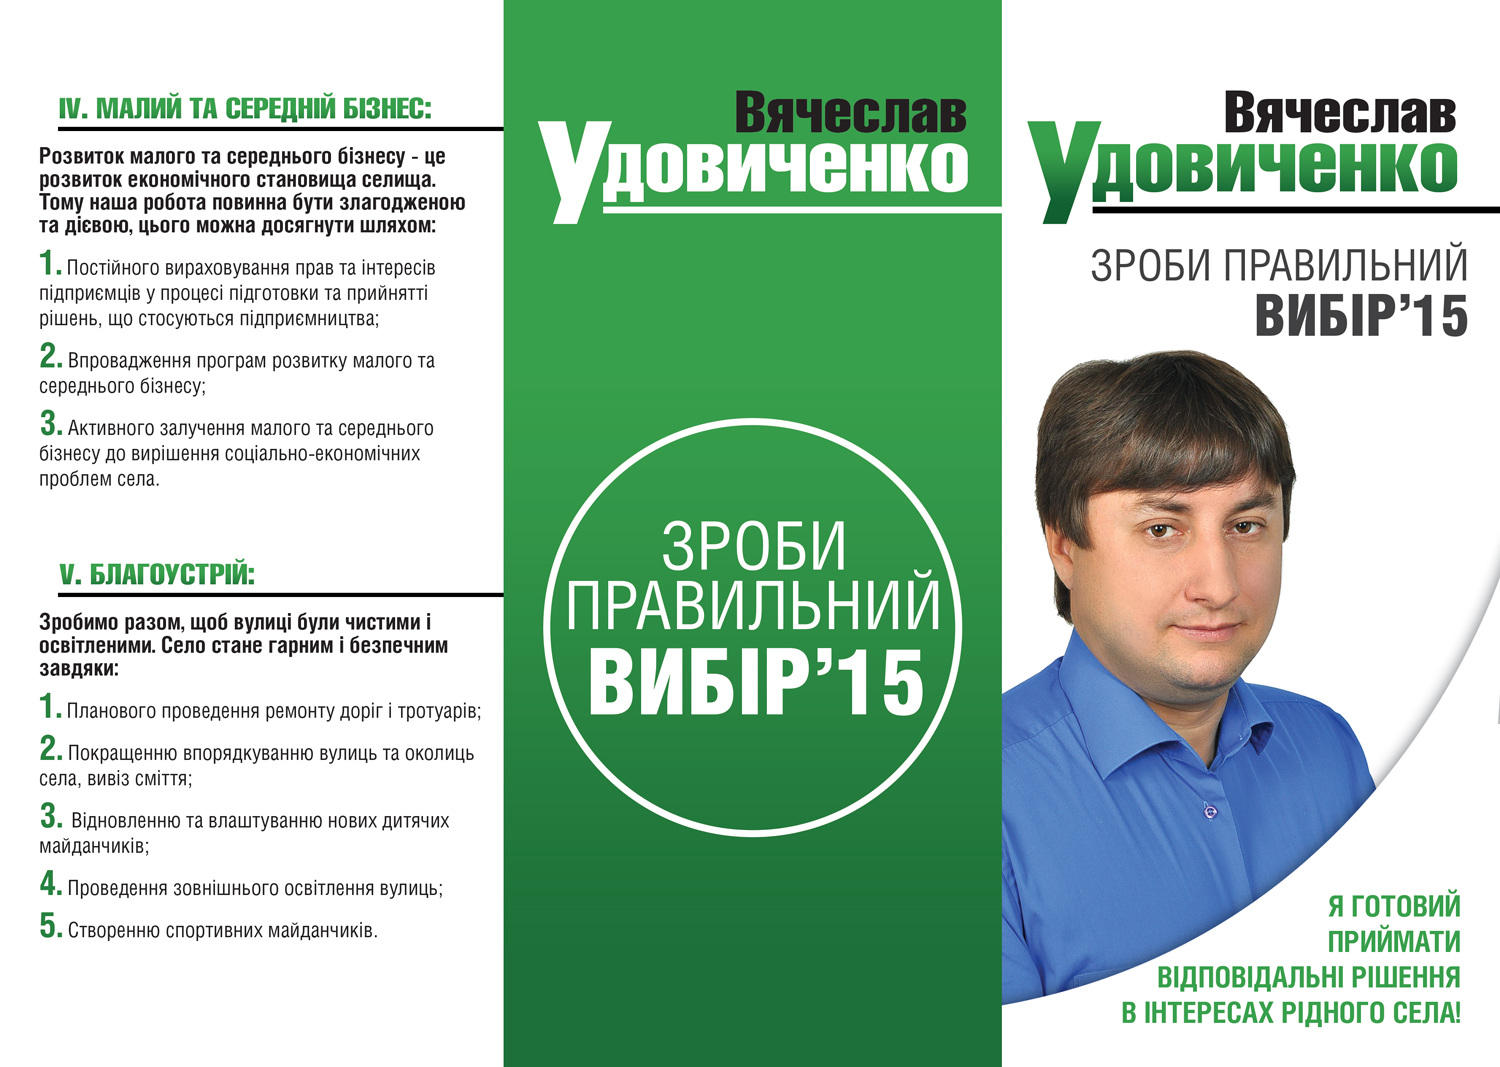 IV. МАЛИЙ ТА СЕРЕДНІЙ БІЗНЕС:
Розвиток малого та середнього бізнесу - це
розвиток економічного становища селища.
Тому наша робота повинна бути злагодженою
та дієвою, цього можна досягнути шляхом:
1. Постійного вираховування прав та інтересів
підприємців у процесі підготовки та прийнятті
рішень, що стосуються підприємництва;
2. Впровадження програм розвитку малого та
середнього бізнесу;
3. Активного залучення малого та середнього
бізнесу до вирішення соціально-економічних
проблем села.
V. БЛАГОУСТРІЙ:
Зробимо разом, щоб вулиці були чистими і
освітленими. Село стане гарним і безпечним
завдяки:
1. Планового проведення ремонту доріг і тротуарів;
2. Покращенню впорядкуванню вулиць та околиць
села, вивіз сміття;
3. Відновленню та влаштуванню нових дитячих
майданчиків;
4. Проведення зовнішнього освітлення вулиць;
5. Створенню спортивних майданчиків.
Вячеслав
Удовиченко
ЗРОБИ
ПРАВИЛЬНИЙ
ВИБІР’15
Вячеслав
Удовиченко
ЗРОБИ ПРАВИЛЬНИЙ
ВИБІР’15
Я ГОТОВИЙ
ПРИЙМАТИ
ВІДПОВІДАЛЬНІ РІШЕННЯ
В ІНТЕРЕСАХ РІДНОГО СЕЛА!